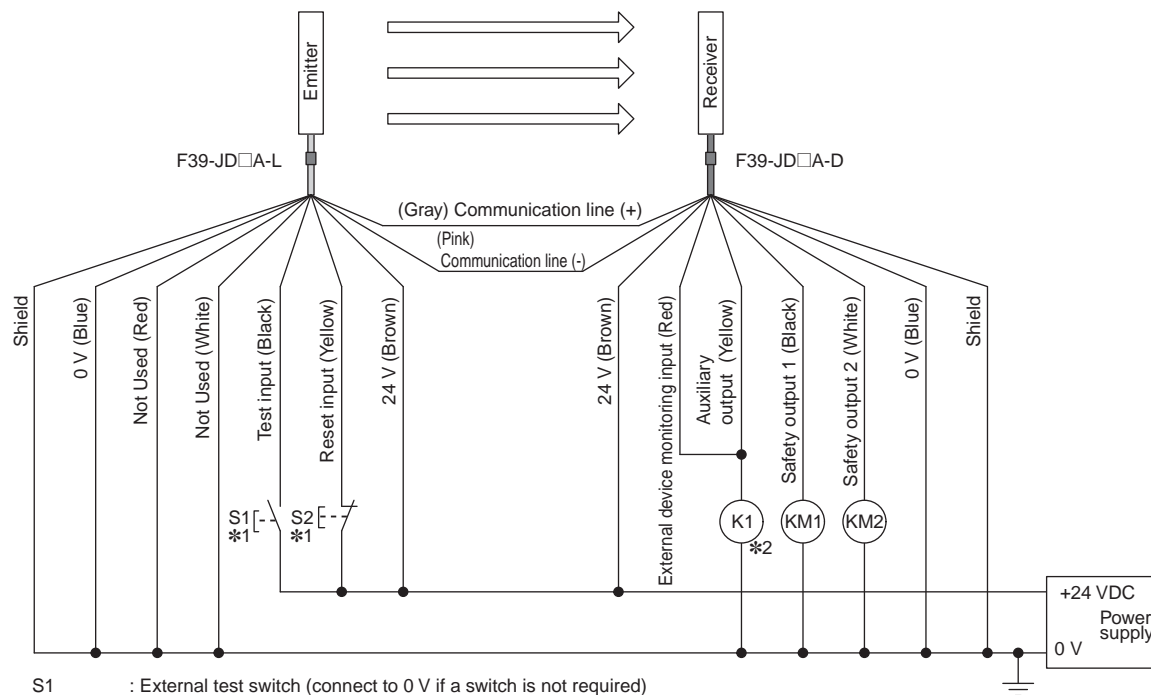 Emitter
Receiver
F39-JD□A-L
F39-JD□A-D
(Gray) Communication line (+)
(Pink)
Communication line (-)
Shield
0 V (Blue)
Not Used (Red)
Not Used (White)
Test input (Black)
Reset input (Yellow)
24 V (Brown)
24 V (Brown)
External device monitoring input (Red)
Auxiliary
output (Yellow)
Safety output 1 (Black)
Safety output 2 (White)
0 V (Blue)
Shield
S1
*1
S2
*1
K1
*2
KM1
KM2
+24 VDC
Power
supply
0 V
S1 : External test switch (connect to 0 V if a switch is not required)